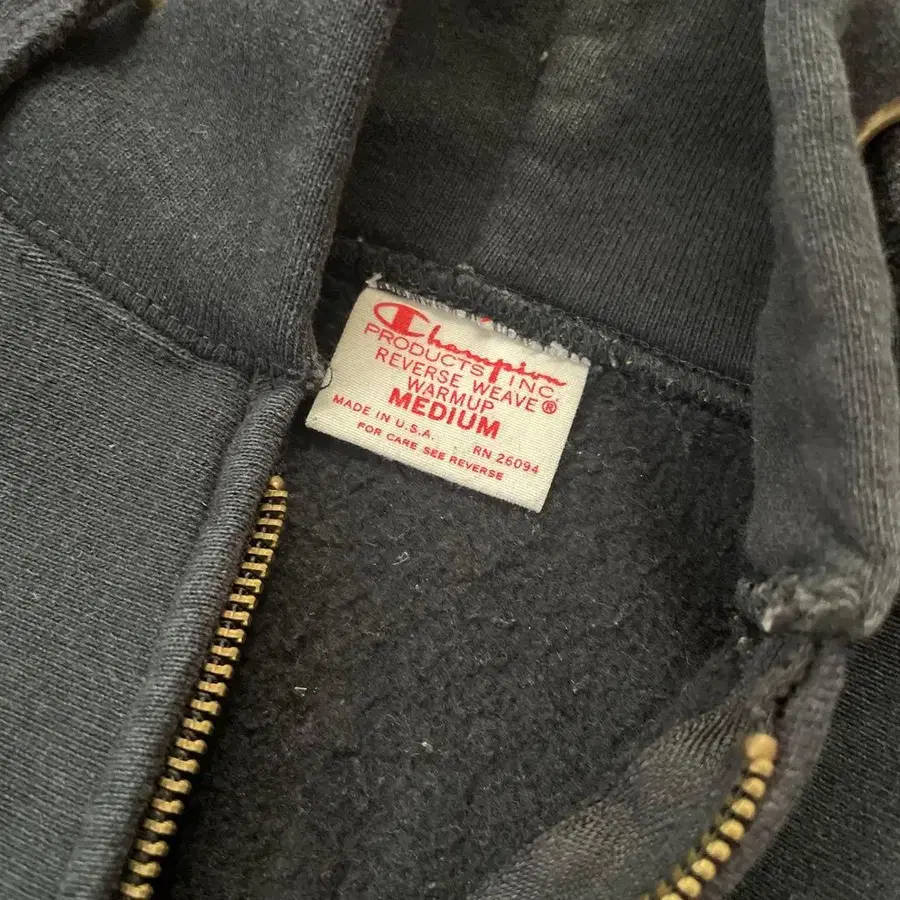 Champion
PRODUCTS INC.
REVERSE WEAVE®
WARMUP
MEDIUM
MADE IN U.S.A. RN 26094
FOR CARE SEE REVERSE